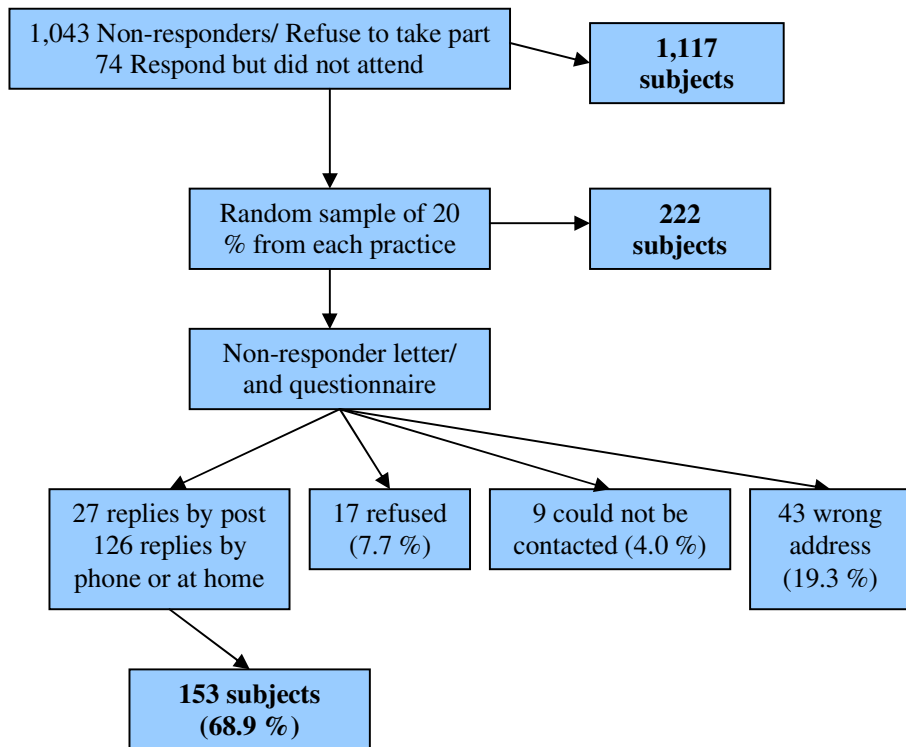 1,043 Non-responders/ Refuse to take part
74 Respond but did not attend
1,117
subjects
Random sample of 20
% from each practice
222
subjects
Non-responder letter/
and questionnaire
27 replies by post
126 replies by
phone or at home
17 refused
(7.7 %)
9 could not be
contacted (4.0 %)
43 wrong
address
(19.3 %)
153 subjects
(68.9 %)